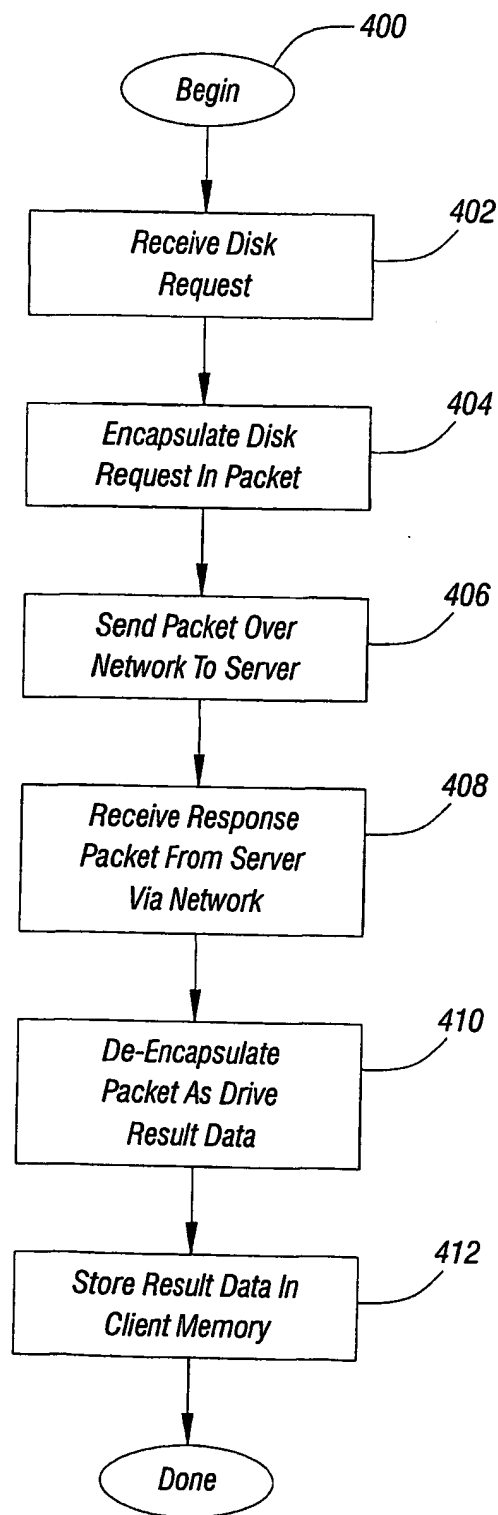 400
Begin
402
Receive Disk
Request
404
Encapsulate Disk
Request In Packet
406
Send Packet Over
Network To Server
408
Receive Response
Packet From Server
Via Network
410
De-Encapsulate
Packet As Drive
Result Data
412
Store Result Data In
Client Memory
Done